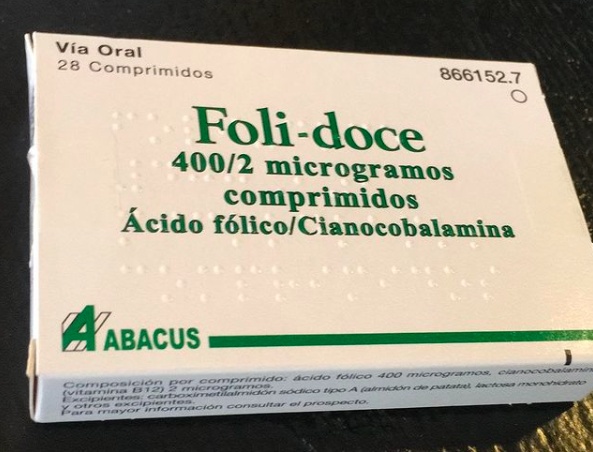 Vía Oral
28 Comprimidos
866152.7
Foli-doce
400/2 microgramos
comprimidos
Ácido fólico/Cianocobalamina
ABACUS
Composición por comprimido: ácido fólico 400 microgramos, cianocobalamin
(vitamina B12) 2 microgramos.
Excipientes: carboximetilalmidón sódico tipo A (almidón de patata), lactosa monohidrato
y otros excipientes.
Para mayor información consultar el prospecto.